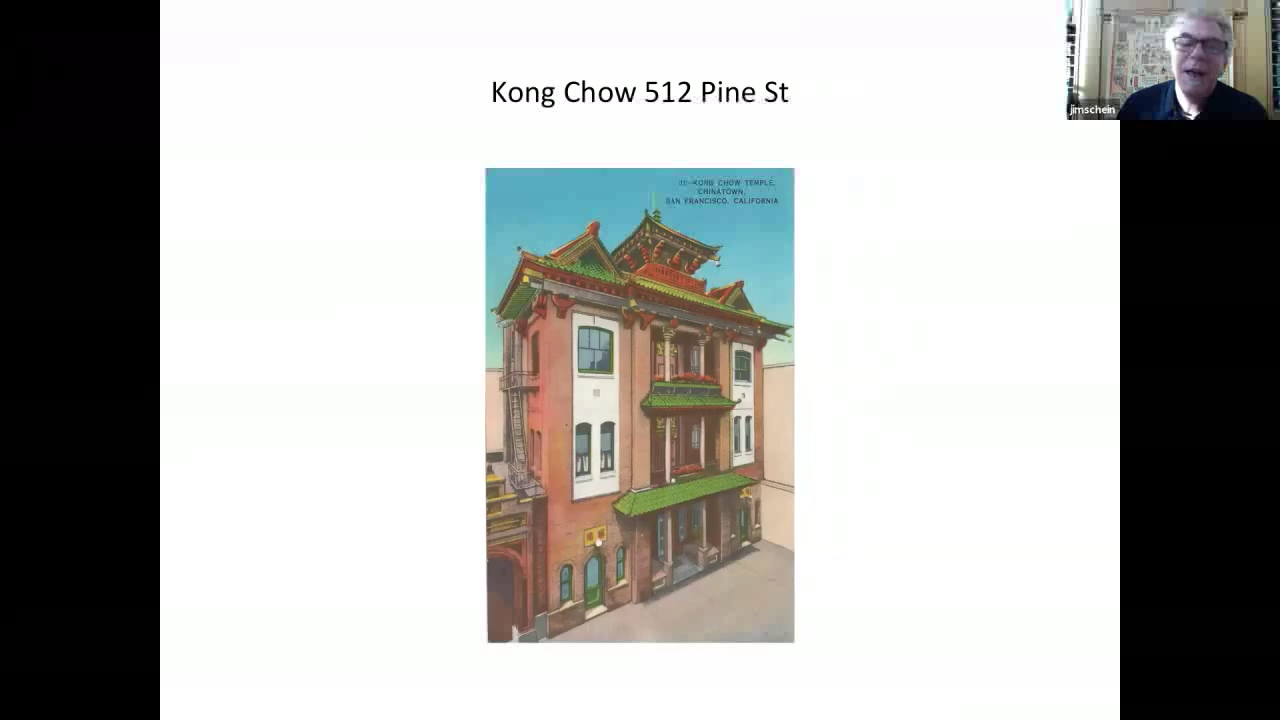 Kong Chow 512 Pine St
KONG CHOW TEMPLE,
CHINATOWN,
SAN FRANCISCO, CALIFORNIA
jimschein